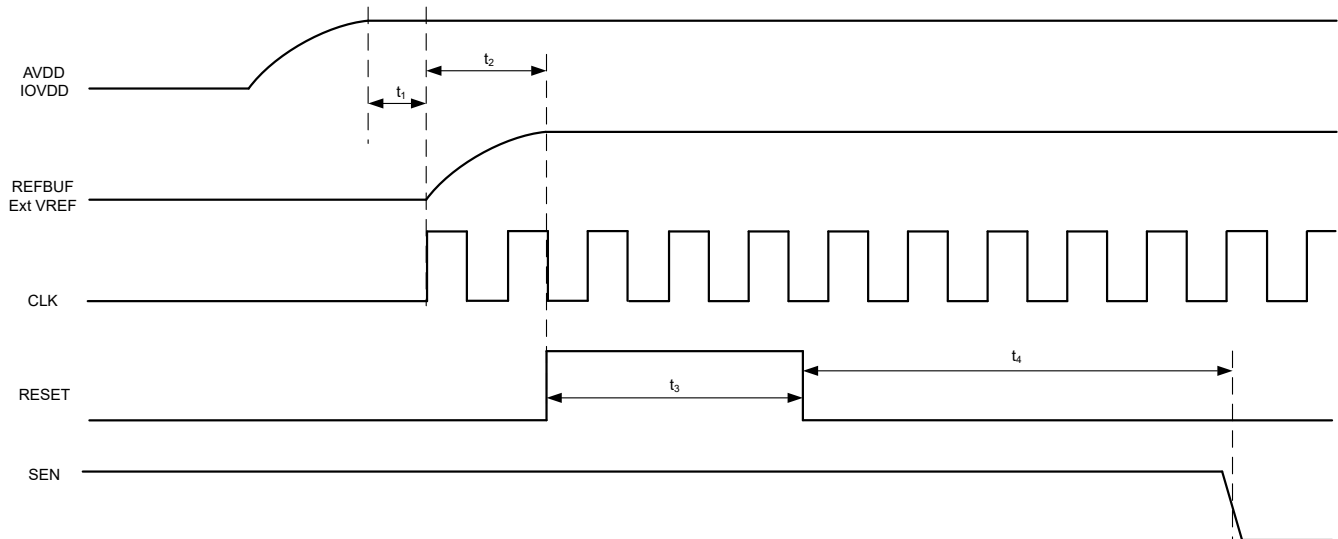 t₂
AVDD
IOVDD
t₁
REFBUF
Ext VREF
CLK
t₄
RESET
t₃
SEN